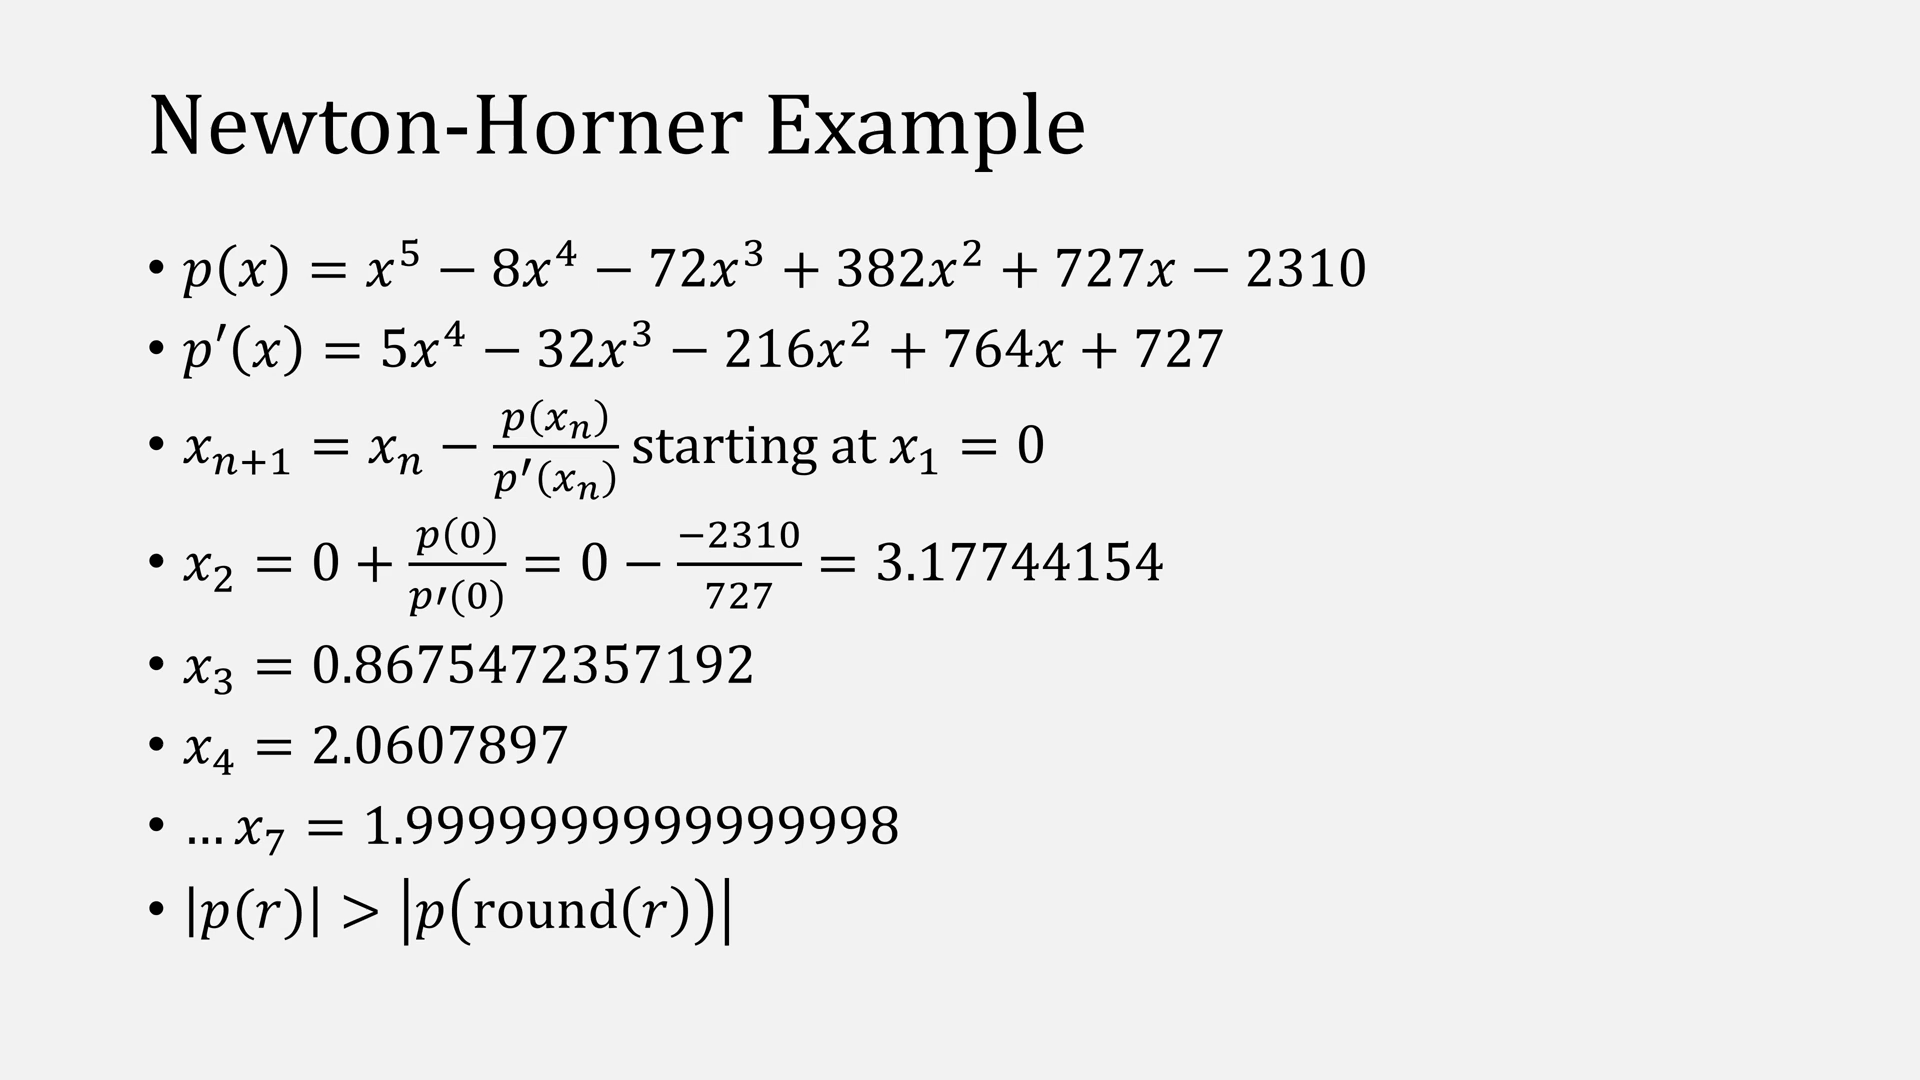 Newton-Horner Example
• p(x) = x⁵ − 8x⁴ − 72x³ + 382x² + 727x − 2310
• p′(x) = 5x⁴ − 32x³ − 216x² + 764x + 727
• xₙ₊₁ = xₙ − p(xₙ)/p′(xₙ) starting at x₁ = 0
• x₂ = 0 + p(0)/p′(0) = 0 − −2310/727 = 3.17744154
• x₃ = 0.8675472357192
• x₄ = 2.0607897
• … x₇ = 1.9999999999999998
• |p(r)| > |p(round(r))|